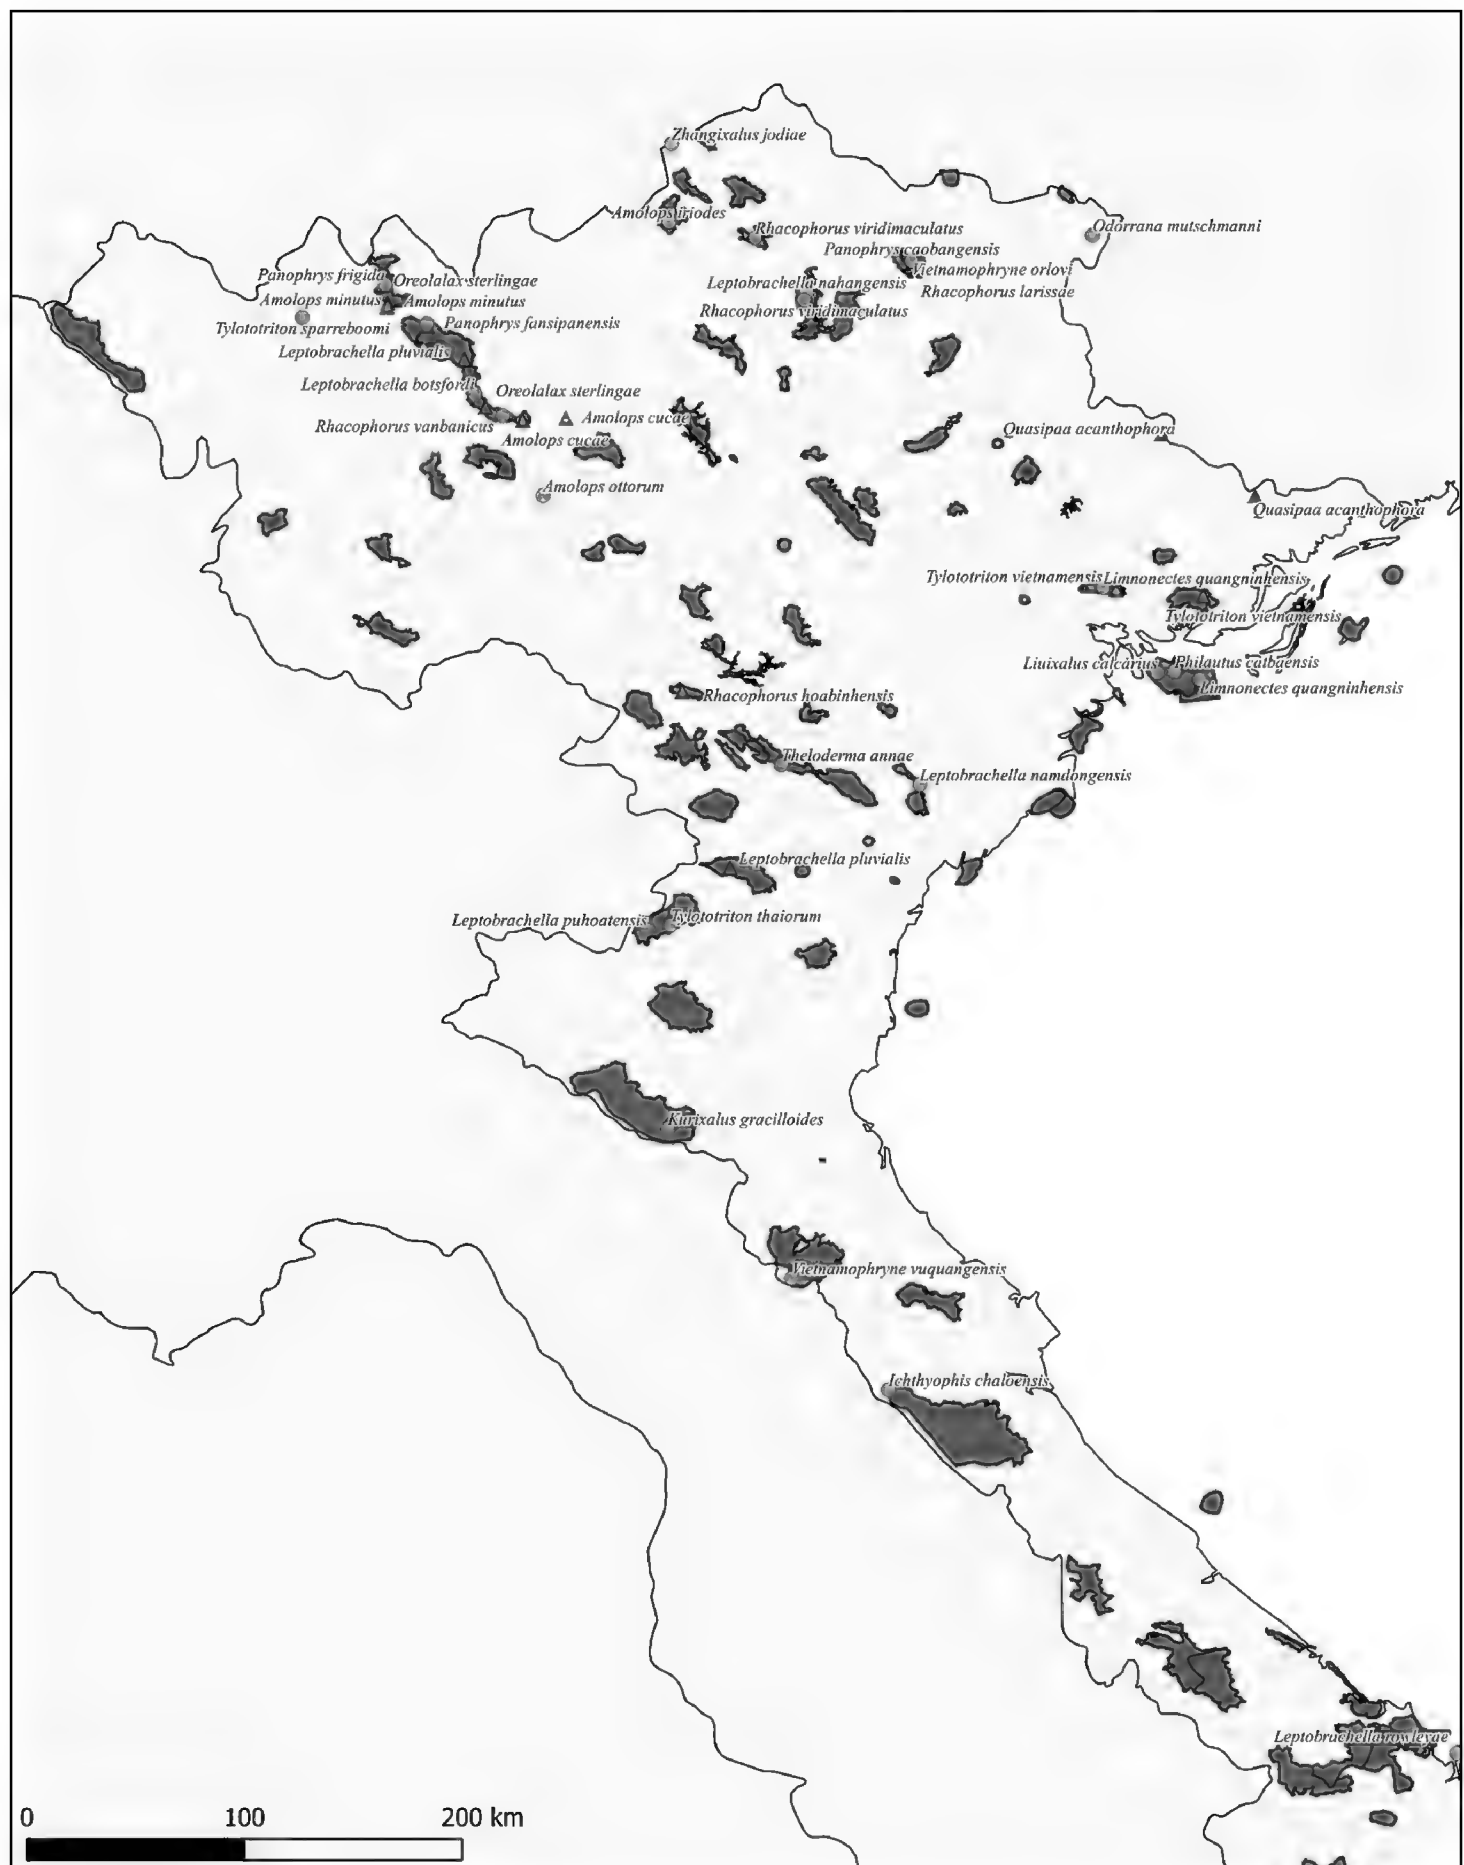 Zhangixalus jodiae
Amolops iriodes
Rhacophorus viridimaculatus
Odorrana mutschmanni
Panophrys caobangensis
Vietnamophryne orlovi
Panophrys frigida
Oreolalax sterlingae
Leptobrachella nahangensis
Rhacophorus larissae
Amolops minutus
Amolops minutus
Rhacophorus viridimaculatus
Tylototriton sparreboomi
Panophrys fansipanensis
Leptobrachella pluvialis
Leptobrachella botsfordi
Oreolalax sterlingae
Rhacophorus vanbanicus
Amolops cucae
Amolops cucae
Quasipaa acanthophora
Amolops ottorum
Quasipaa acanthophora
Tylototriton vietnamensis
Limnonectes quangninhensis
Tylototriton vietnamensis
Liuixalus calcarius
Philautus catbaensis
Limnonectes quangninhensis
Rhacophorus hoabinhensis
Theloderma annae
Leptobrachella namdongensis
Leptobrachella pluvialis
Leptobrachella puhoatensis
Tylototriton thaiorum
Kurixalus gracilloides
Vietnamophryne vuquangensis
Ichthyophis chaloensis
Leptobrachella rowleyae
0 100 200 km